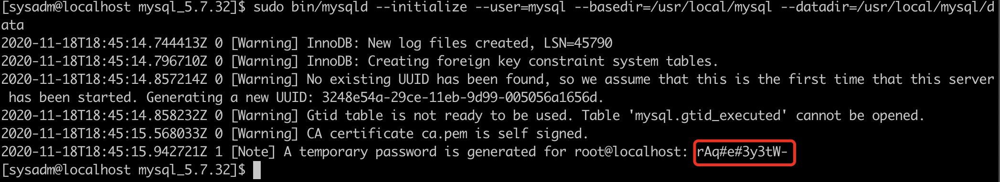 [sysadm@localhost mysql_5.7.32]$ sudo bin/mysqld --initialize --user=mysql --basedir=/usr/local/mysql --datadir=/usr/local/mysql/d
ata
2020-11-18T18:45:14.744413Z 0 [Warning] InnoDB: New log files created, LSN=45790
2020-11-18T18:45:14.796710Z 0 [Warning] InnoDB: Creating foreign key constraint system tables.
2020-11-18T18:45:14.857214Z 0 [Warning] No existing UUID has been found, so we assume that this is the first time that this server
 has been started. Generating a new UUID: 3248e54a-29ce-11eb-9d99-005056a1656d.
2020-11-18T18:45:14.858232Z 0 [Warning] Gtid table is not ready to be used. Table 'mysql.gtid_executed' cannot be opened.
2020-11-18T18:45:15.568033Z 0 [Warning] CA certificate ca.pem is self signed.
2020-11-18T18:45:15.942721Z 1 [Note] A temporary password is generated for root@localhost: rAq#e#3y3tW-
[sysadm@localhost mysql_5.7.32]$